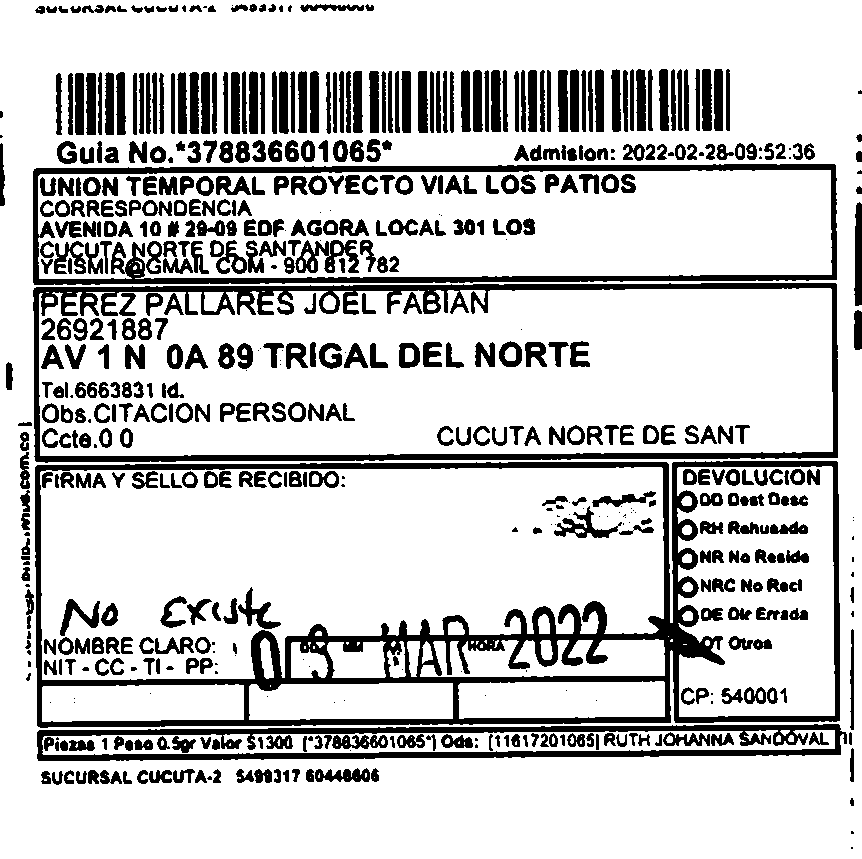 SUCURSAL CUCUTA-2
Guia No.*378836601065*
Admision: 2022-02-28-09:52:36
UNION TEMPORAL PROYECTO VIAL LOS PATIOS
CORRESPONDENCIA
AVENIDA 10 # 29-09 EDF AGORA LOCAL 301 LOS
CUCUTA NORTE DE SANTANDER
YEISMIR@GMAIL COM - 900 612 782
PEREZ PALLARES JOEL FABIAN
26921887
AV 1 N 0A 89 TRIGAL DEL NORTE
Tel.6663831 Id.
Obs.CITACION PERSONAL
Ccte.0 0 CUCUTA NORTE DE SANT
FIRMA Y SELLO DE RECIBIDO:
No Existe
NOMBRE CLARO:
NIT - CC - TI - PP:
HORA
03 MAR 2022
DEVOLUCION
DD Dest Desc
RH Rehusado
NR No Reside
NRC No Recl
DE Dir Errada
OT Otros
CP: 540001
Piezas 1 Peso 0.5gr Valor $1300 [*378836601065*] Ods: [11617201065] RUTH JOHANNA SANDOVAL
SUCURSAL CUCUTA-2 5499317 60448606